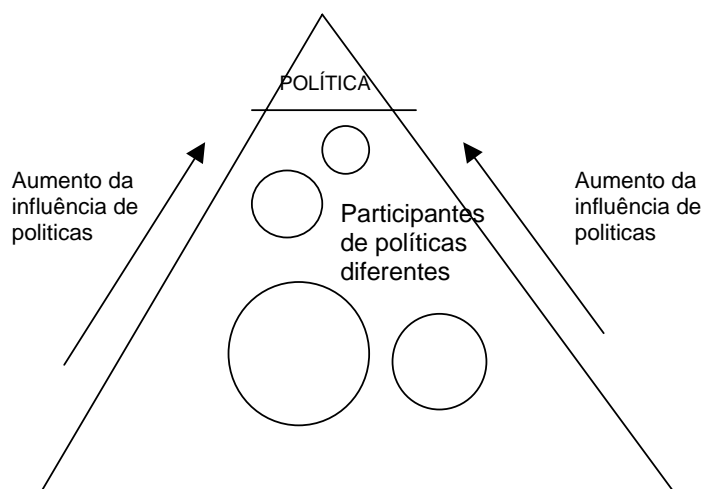 POLÍTICA
Aumento da
influência de
politicas
Participantes
de políticas
diferentes
Aumento da
influência de
politicas